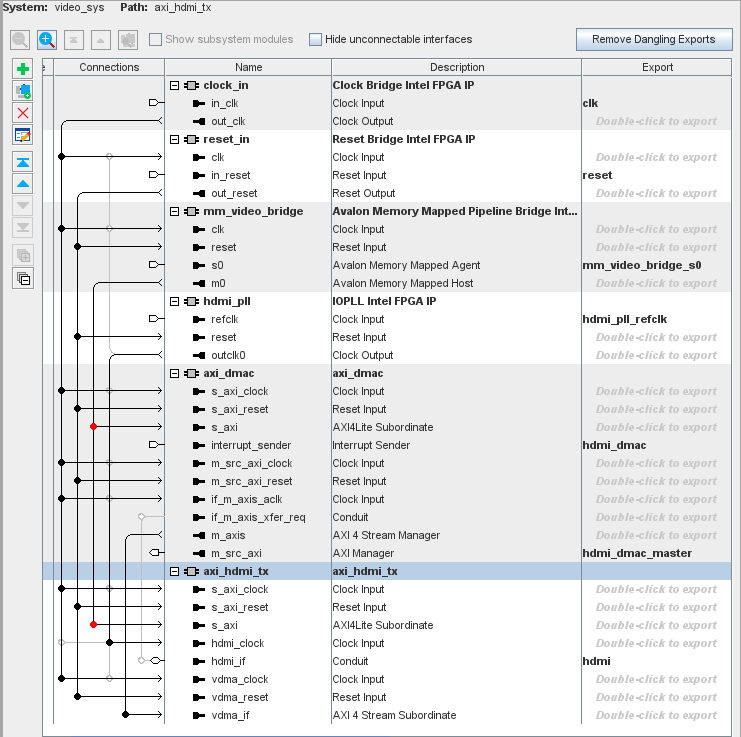 System: video_sys Path: axi_hdmi_tx
Show subsystem modules Hide unconnectable interfaces Remove Dangling Exports
Connections Name Description Export
clock_in Clock Bridge Intel FPGA IP
in_clk Clock Input clk
out_clk Clock Output Double-click to export
reset_in Reset Bridge Intel FPGA IP
clk Clock Input Double-click to export
in_reset Reset Input reset
out_reset Reset Output Double-click to export
mm_video_bridge Avalon Memory Mapped Pipeline Bridge Int...
clk Clock Input Double-click to export
reset Reset Input Double-click to export
s0 Avalon Memory Mapped Agent mm_video_bridge_s0
m0 Avalon Memory Mapped Host Double-click to export
hdmi_pll IOPLL Intel FPGA IP
refclk Clock Input hdmi_pll_refclk
reset Reset Input Double-click to export
outclk0 Clock Output Double-click to export
axi_dmac axi_dmac
s_axi_clock Clock Input Double-click to export
s_axi_reset Reset Input Double-click to export
s_axi AXI4Lite Subordinate Double-click to export
interrupt_sender Interrupt Sender hdmi_dmac
m_src_axi_clock Clock Input Double-click to export
m_src_axi_reset Reset Input Double-click to export
if_m_axis_aclk Clock Input Double-click to export
if_m_axis_xfer_req Conduit Double-click to export
m_axis AXI 4 Stream Manager Double-click to export
m_src_axi AXI Manager hdmi_dmac_master
axi_hdmi_tx axi_hdmi_tx
s_axi_clock Clock Input Double-click to export
s_axi_reset Reset Input Double-click to export
s_axi AXI4Lite Subordinate Double-click to export
hdmi_clock Clock Input Double-click to export
hdmi_if Conduit hdmi
vdma_clock Clock Input Double-click to export
vdma_reset Reset Input Double-click to export
vdma_if AXI 4 Stream Subordinate Double-click to export